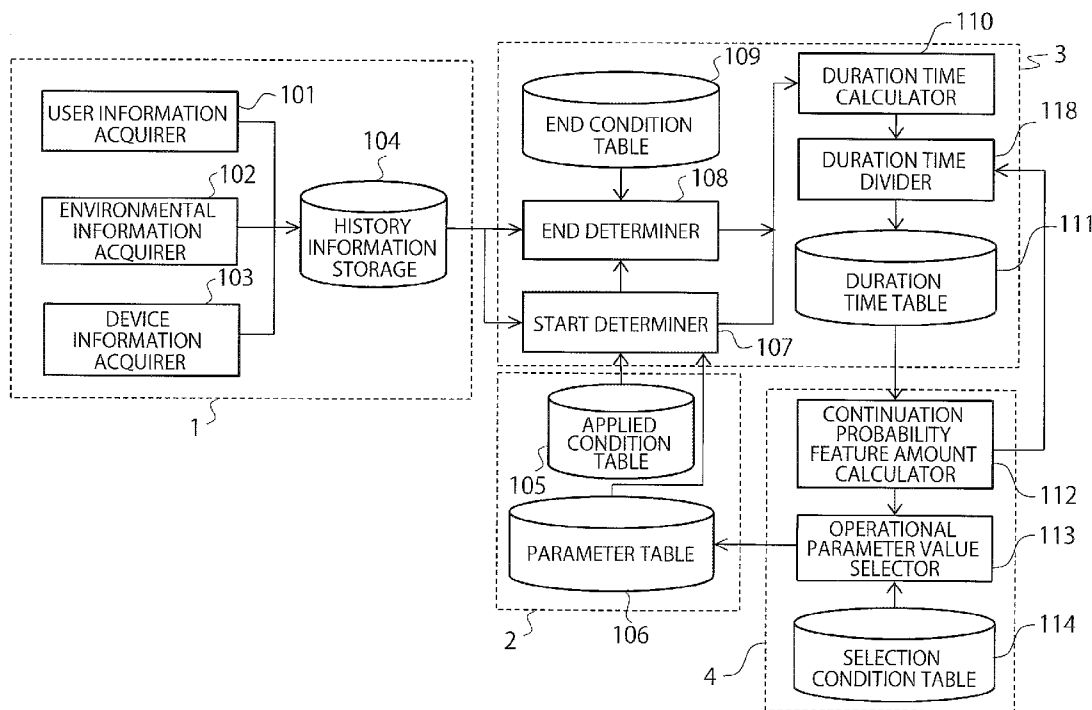 110
3
109
101
USER INFORMATION
ACQUIRER
DURATION TIME
CALCULATOR
END CONDITION
TABLE
118
104
102
108
DURATION TIME
DIVIDER
ENVIRONMENTAL
INFORMATION
ACQUIRER
HISTORY
INFORMATION
STORAGE
END DETERMINER
111
103
DURATION
TIME TABLE
DEVICE
INFORMATION
ACQUIRER
START DETERMINER
107
1
APPLIED
CONDITION
TABLE
105
CONTINUATION
PROBABILITY
FEATURE AMOUNT
CALCULATOR
112
PARAMETER TABLE
OPERATIONAL
PARAMETER VALUE
SELECTOR
113
2
106
114
4
SELECTION
CONDITION TABLE